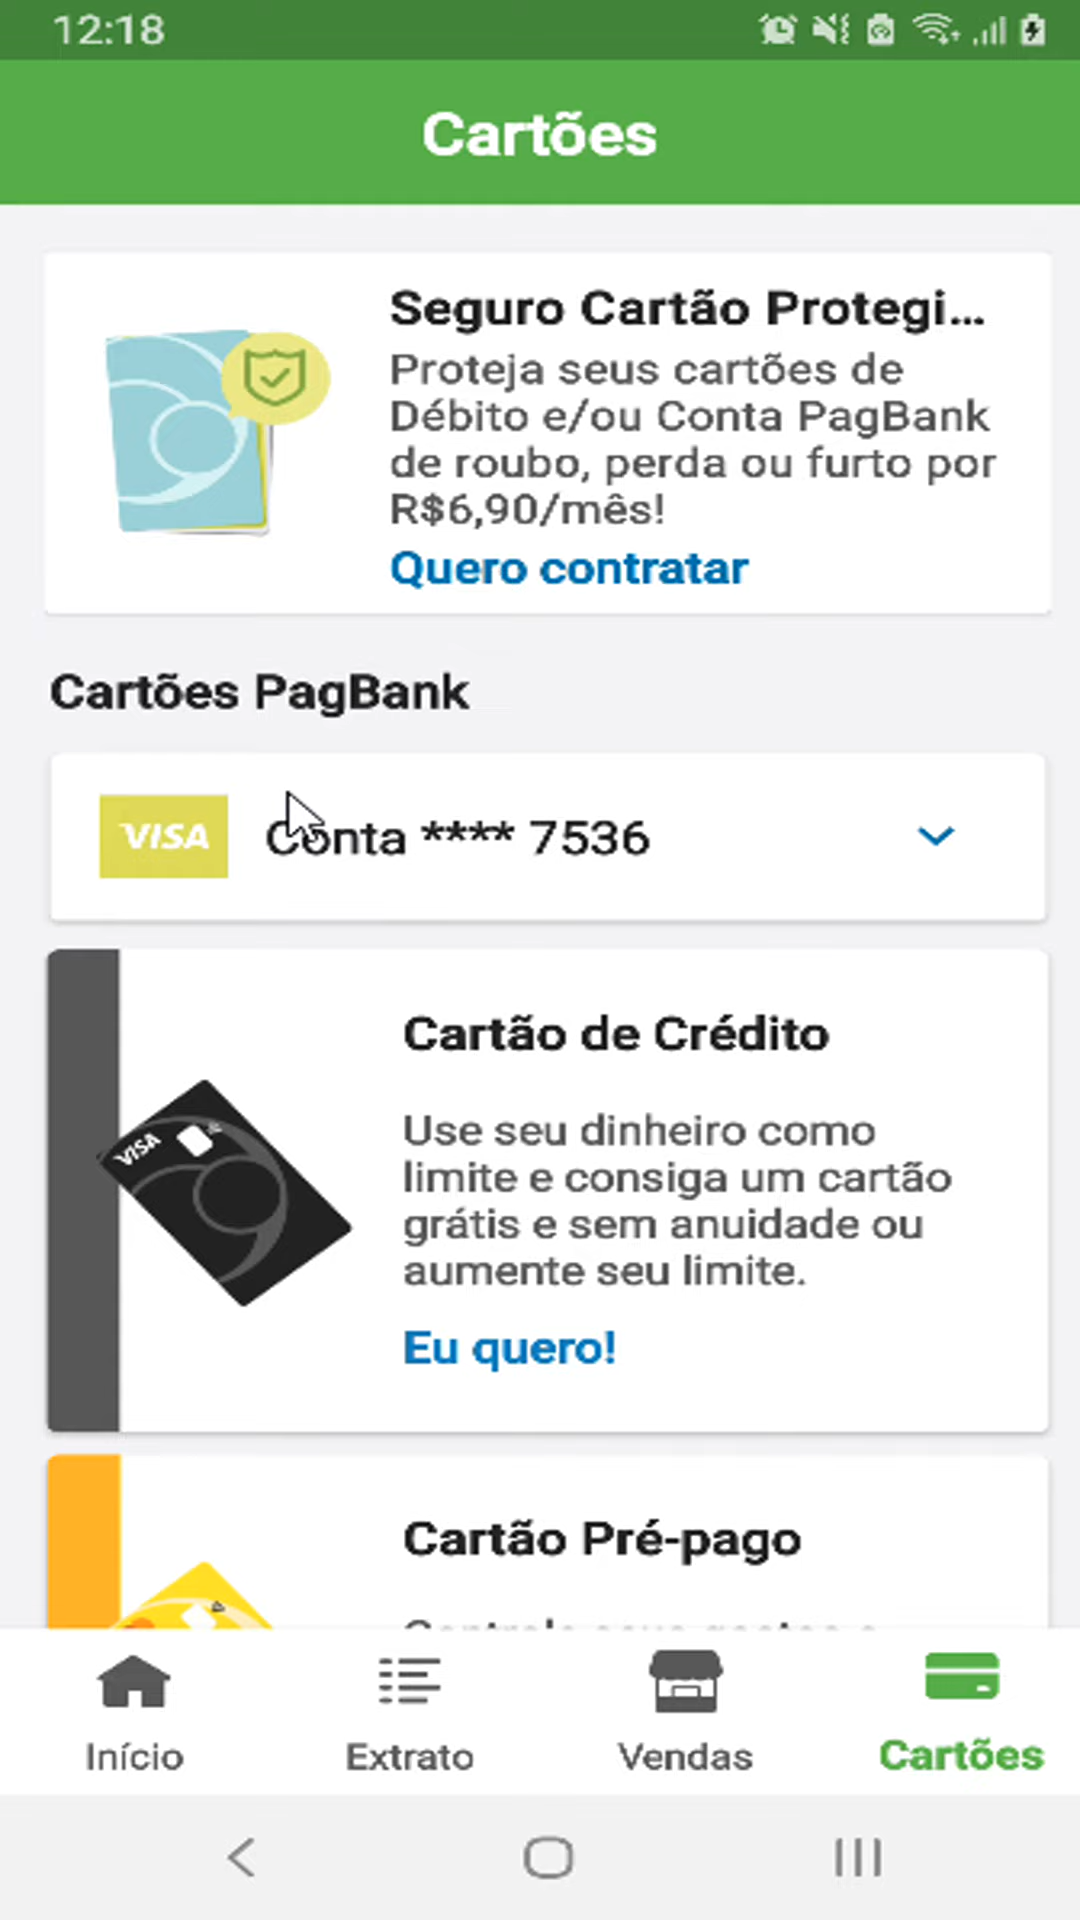 12:18
Cartões
Seguro Cartão Protegi...
Proteja seus cartões de
Débito e/ou Conta PagBank
de roubo, perda ou furto por
R$6,90/mês!
Quero contratar
Cartões PagBank
VISA Conta **** 7536
Cartão de Crédito
VISA
Use seu dinheiro como
limite e consiga um cartão
grátis e sem anuidade ou
aumente seu limite.
Eu quero!
Cartão Pré-pago
Início Extrato Vendas Cartões